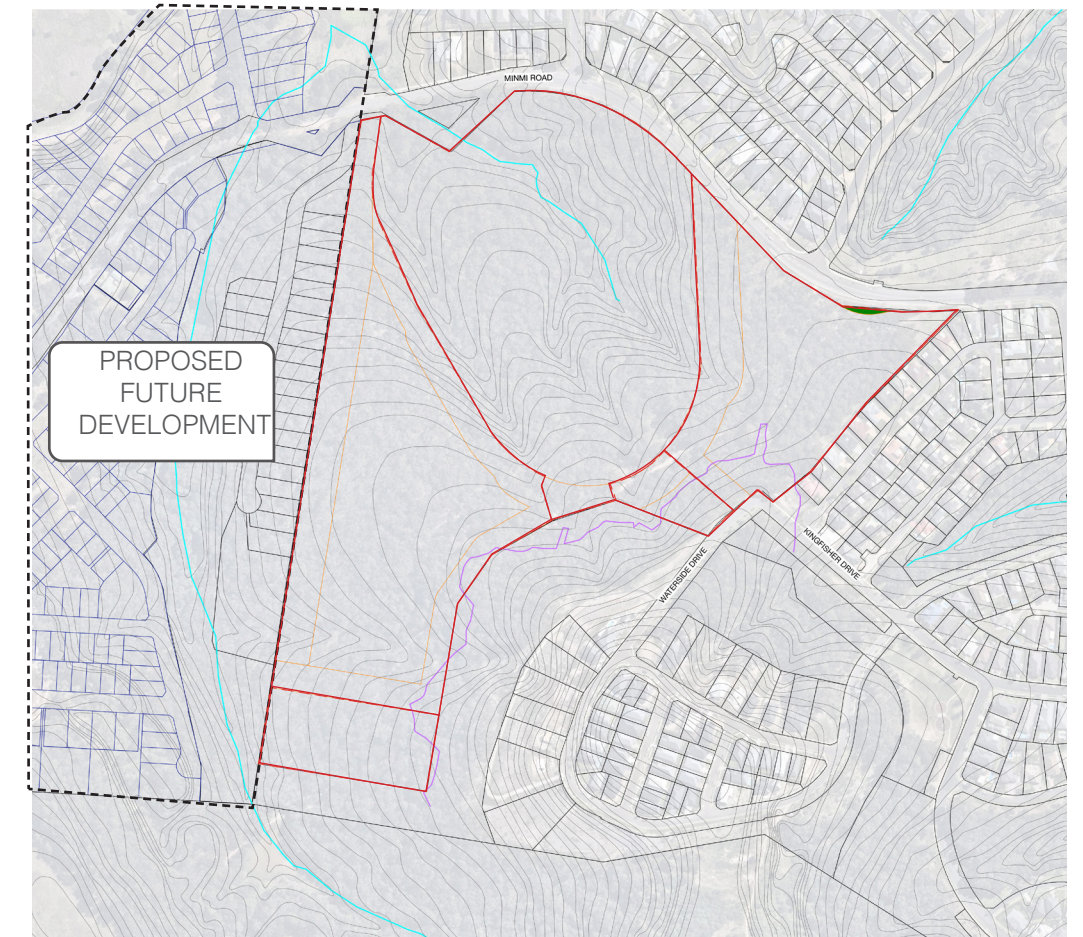 MINMI ROAD
PROPOSED
FUTURE
DEVELOPMENT
KINGFISHER DRIVE
WATERSIDE DRIVE